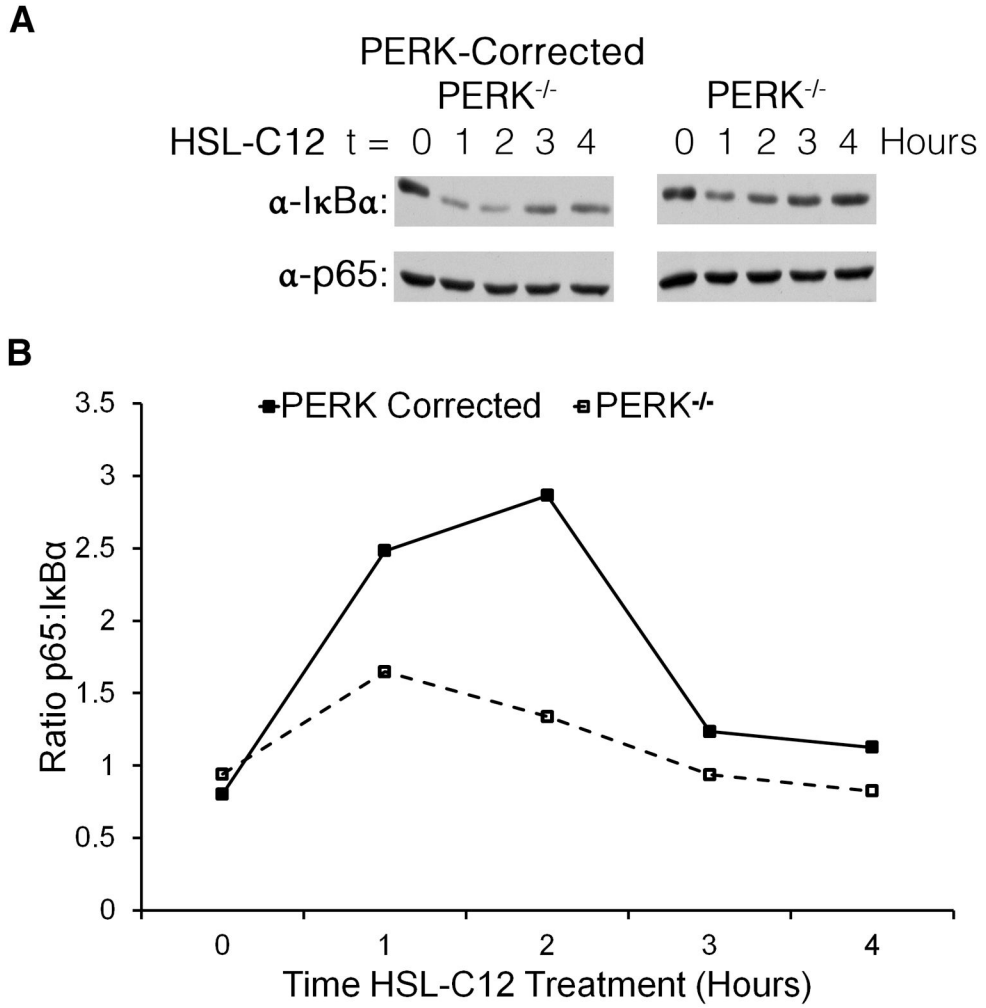 A
PERK-Corrected
PERK-/- PERK-/-
HSL-C12 t = 0 1 2 3 4 0 1 2 3 4 Hours
α-IκBα:
α-p65:
B
PERK Corrected PERK-/-
3.5
3
2.5
2
1.5
1
0.5
0
Ratio p65:IκBα
0 1 2 3 4
Time HSL-C12 Treatment (Hours)